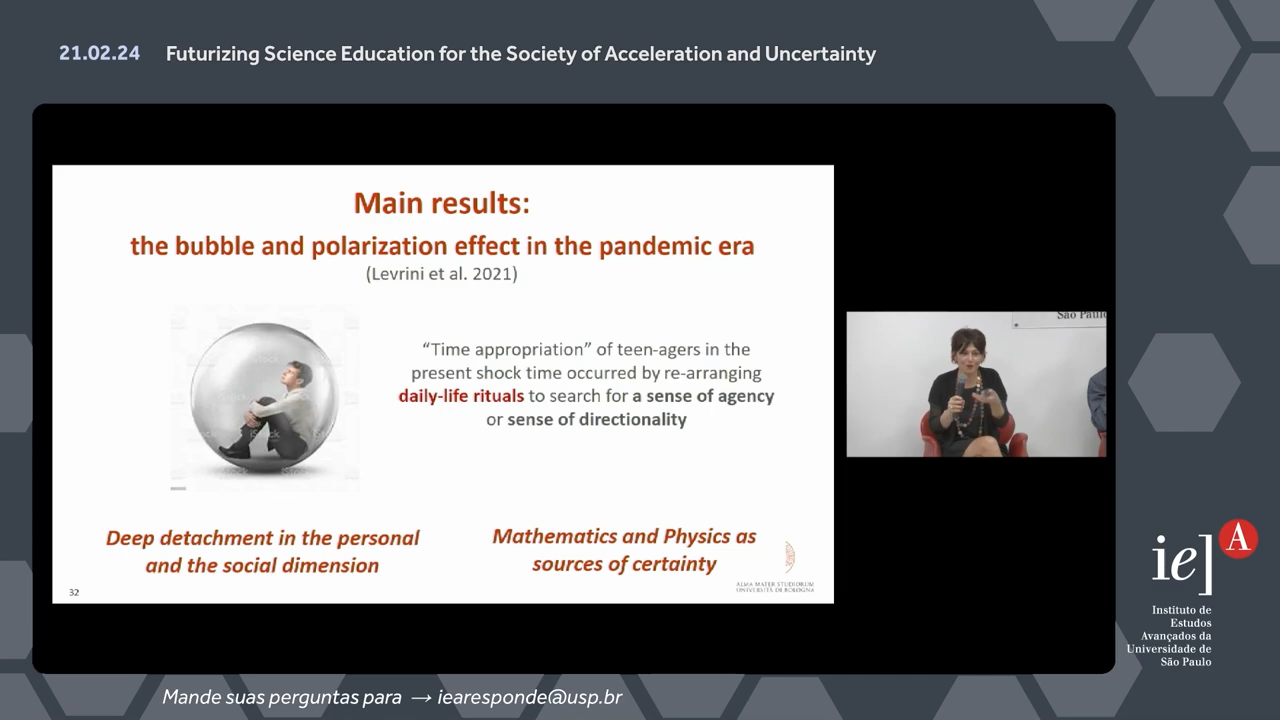 21.02.24 Futurizing Science Education for the Society of Acceleration and Uncertainty
Main results:
the bubble and polarization effect in the pandemic era
(Levrini et al. 2021)
“Time appropriation” of teen-agers in the
present shock time occurred by re-arranging
daily-life rituals to search for a sense of agency
or sense of directionality
Deep detachment in the personal
and the social dimension
Mathematics and Physics as
sources of certainty
32
ALMA MATER STUDIORUM
UNIVERSITÀ DI BOLOGNA
São Paulo
iea
Instituto de
Estudos
Avançados da
Universidade de
São Paulo
Mande suas perguntas para → iearesponde@usp.br